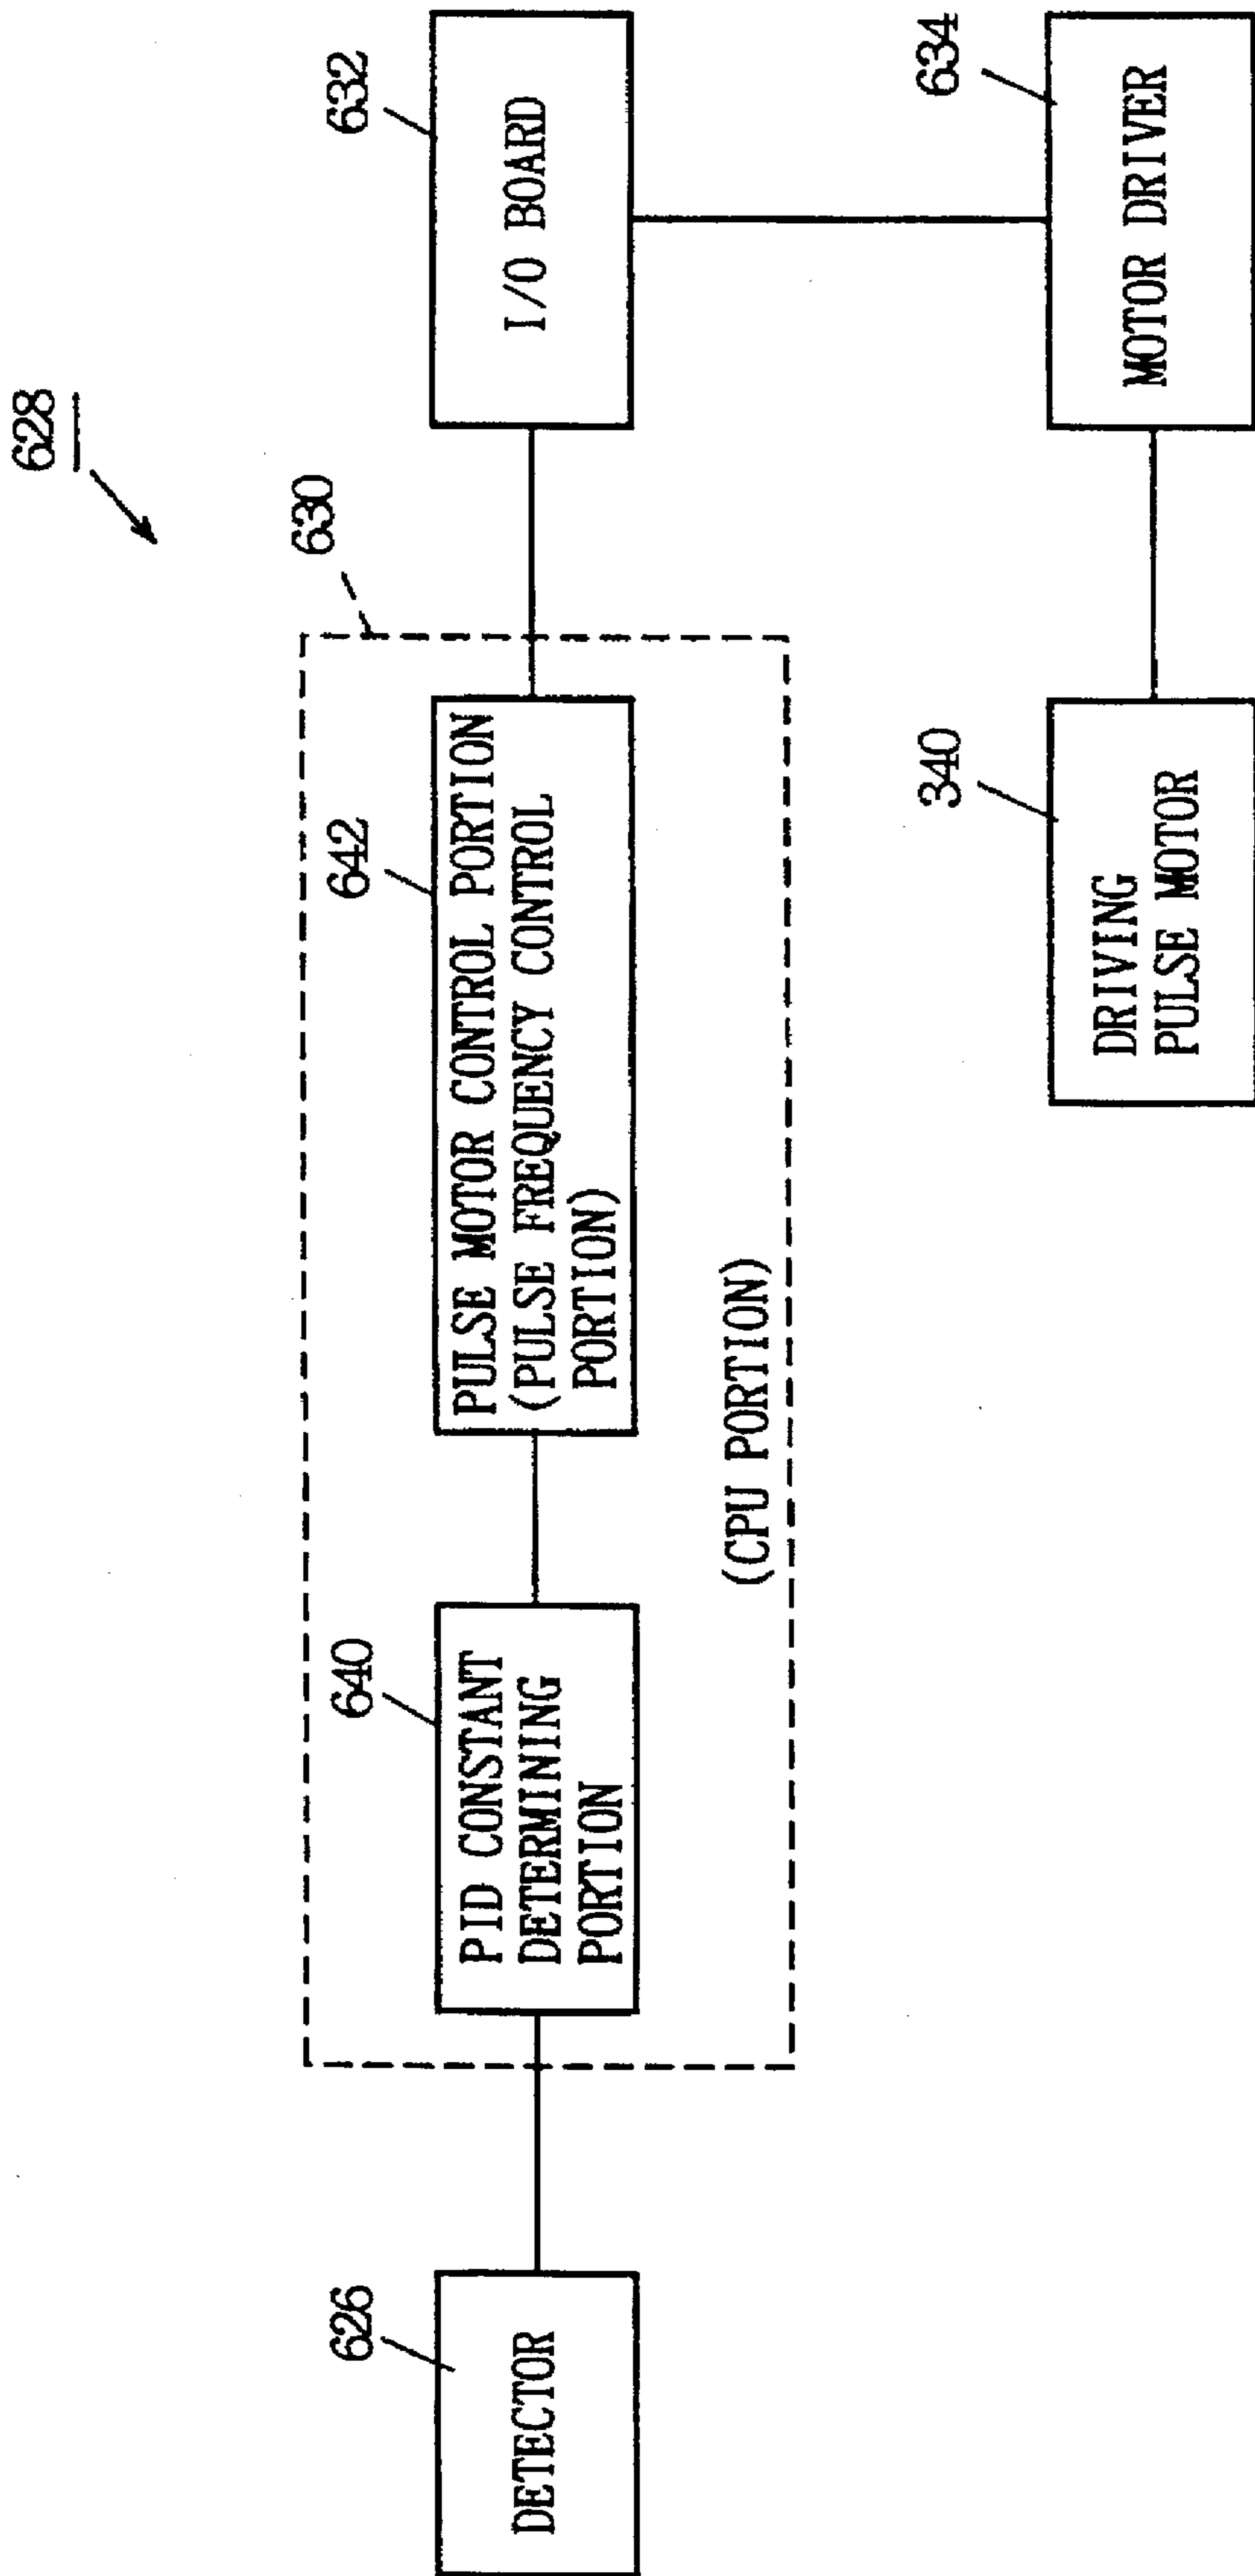 628
630
626
DETECTOR
640
PID CONSTANT
DETERMINING
PORTION
642
PULSE MOTOR CONTROL PORTION
(PULSE FREQUENCY CONTROL
PORTION)
632
I/O BOARD
(CPU PORTION)
340
DRIVING
PULSE MOTOR
634
MOTOR DRIVER